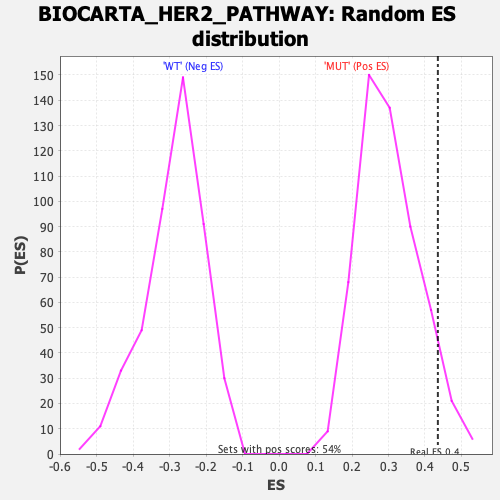 BIOCARTA_HER2_PATHWAY: Random ES
distribution
'WT' (Neg ES)
'MUT' (Pos ES)
P(ES)
150
140
130
120
110
100
90
80
70
60
50
40
30
20
10
0
Sets with pos scores: 54%
Real ES 0.4
-0.6 -0.5 -0.4 -0.3 -0.2 -0.1 0.0 0.1 0.2 0.3 0.4 0.5
ES